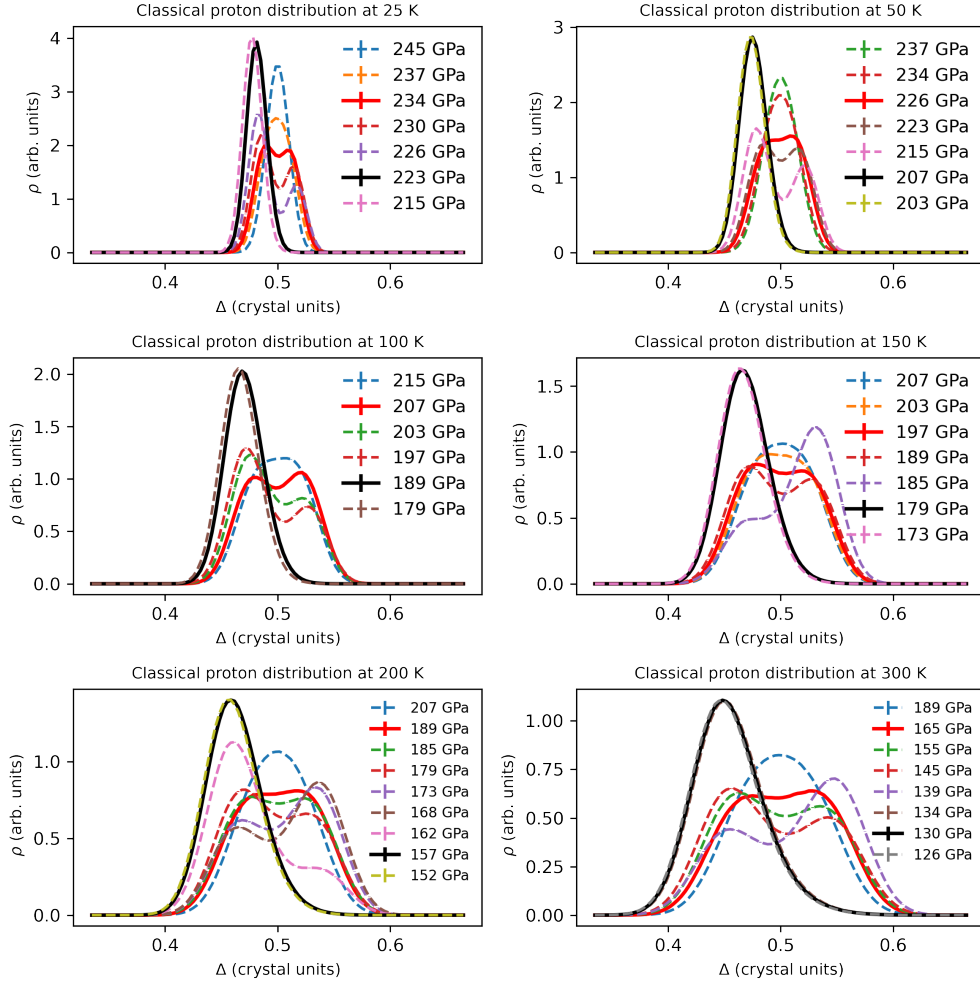 Classical proton distribution at 25 K
4
3
2
1
0
ρ (arb. units)
245 GPa
237 GPa
234 GPa
230 GPa
226 GPa
223 GPa
215 GPa
0.4 0.5 0.6
Δ (crystal units)
Classical proton distribution at 50 K
3
2
1
0
ρ (arb. units)
237 GPa
234 GPa
226 GPa
223 GPa
215 GPa
207 GPa
203 GPa
0.4 0.5 0.6
Δ (crystal units)
Classical proton distribution at 100 K
2.0
1.5
1.0
0.5
0.0
ρ (arb. units)
215 GPa
207 GPa
203 GPa
197 GPa
189 GPa
179 GPa
0.4 0.5 0.6
Δ (crystal units)
Classical proton distribution at 150 K
1.5
1.0
0.5
0.0
ρ (arb. units)
207 GPa
203 GPa
197 GPa
189 GPa
185 GPa
179 GPa
173 GPa
0.4 0.5 0.6
Δ (crystal units)
Classical proton distribution at 200 K
1.0
0.5
0.0
ρ (arb. units)
207 GPa
189 GPa
185 GPa
179 GPa
173 GPa
168 GPa
162 GPa
157 GPa
152 GPa
0.4 0.5 0.6
Δ (crystal units)
Classical proton distribution at 300 K
1.00
0.75
0.50
0.25
0.00
ρ (arb. units)
189 GPa
165 GPa
155 GPa
145 GPa
139 GPa
134 GPa
130 GPa
126 GPa
0.4 0.5 0.6
Δ (crystal units)